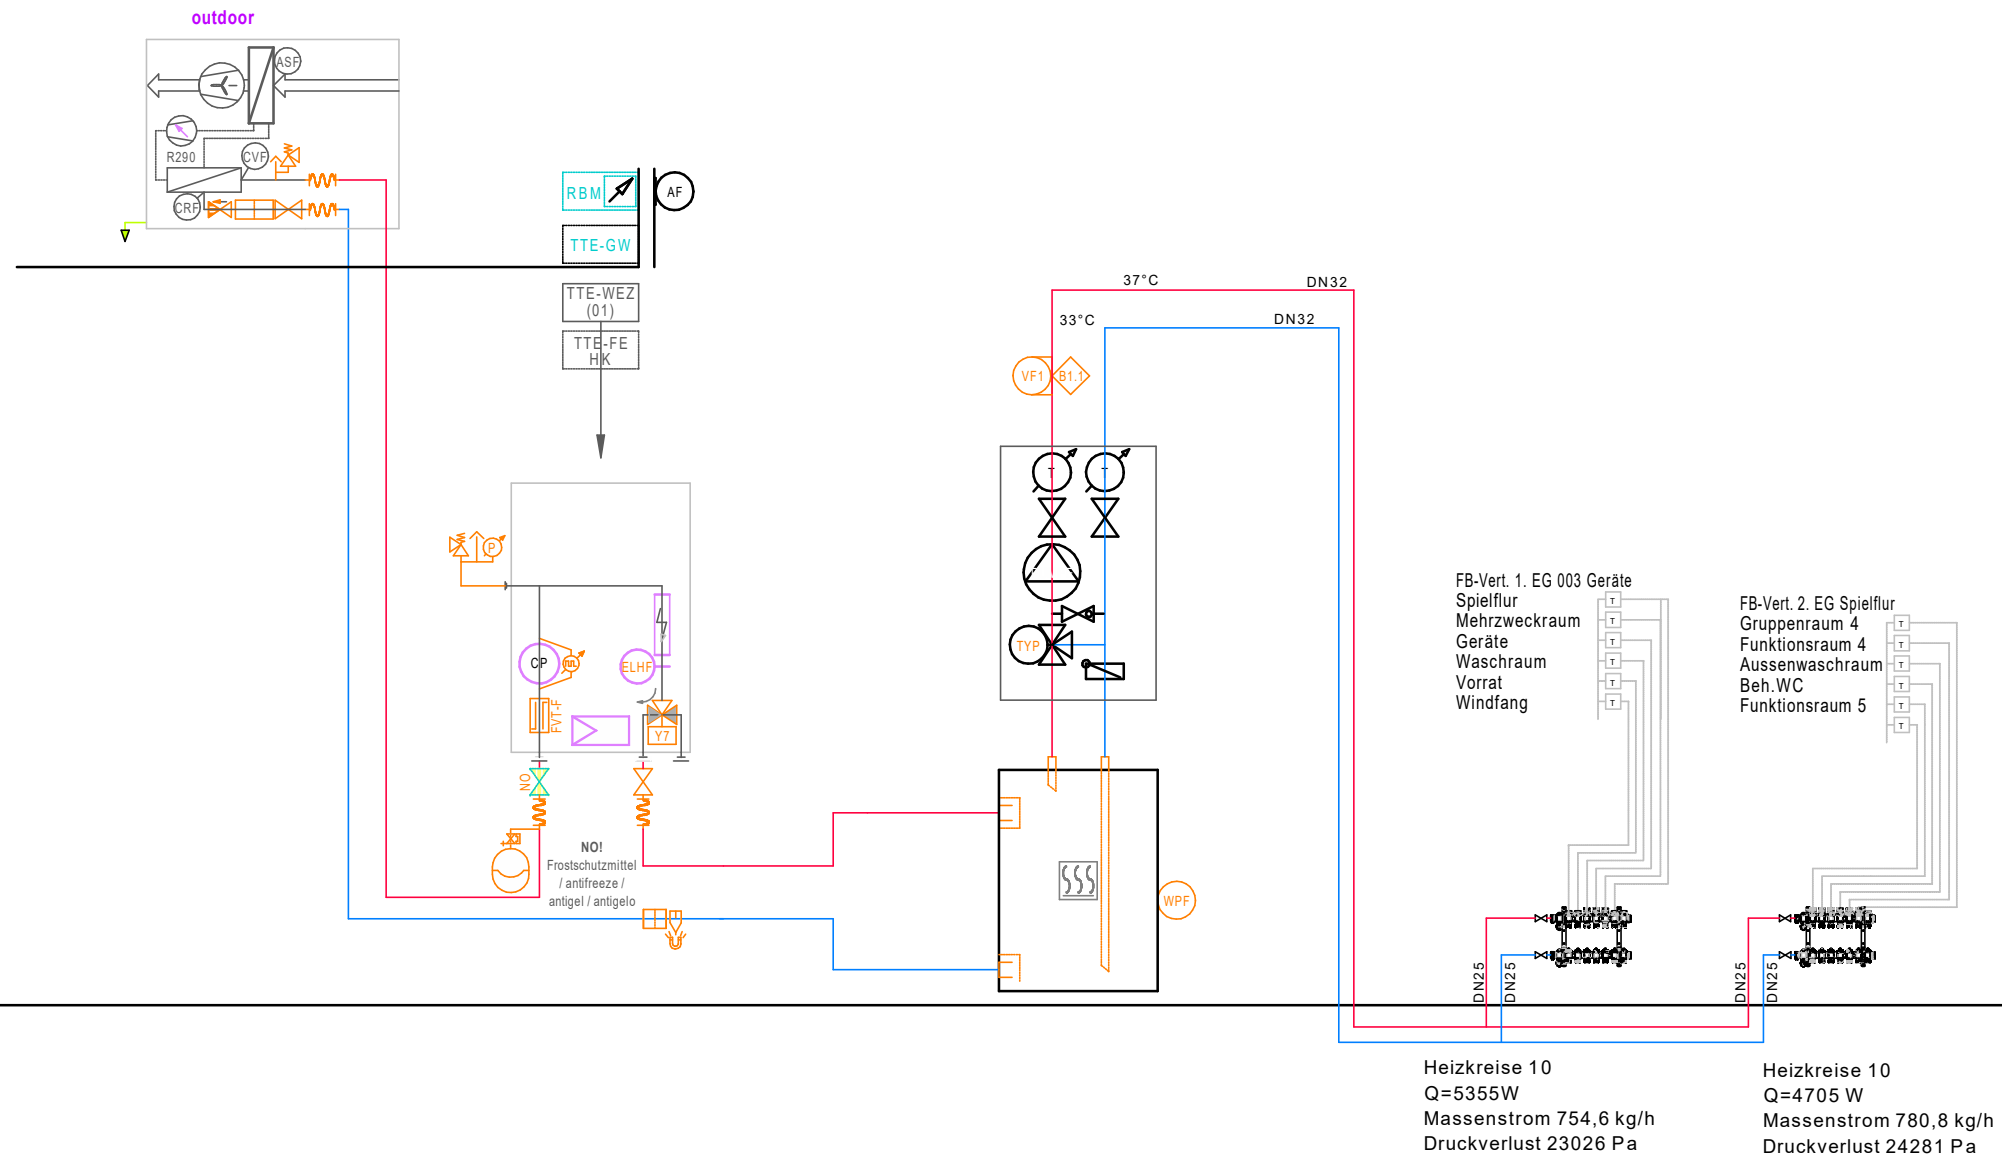 outdoor
ASF
R290
CVF
CRF
RBM
AF
TTE-GW
TTE-WEZ
(01)
TTE-FE
HK
37°C
DN32
33°C
DN32
VF1
B1.1
T
T
P
CP
ELHF
FVT-F
Y7
NO
TYP
NO!
Frostschutzmittel
/ antifreeze /
antigel / antigelo
WPF
FB-Vert. 1. EG 003 Geräte
Spielflur
T
Mehrzweckraum
T
Geräte
T
Waschraum
T
Vorrat
T
Windfang
T
FB-Vert. 2. EG Spielflur
Gruppenraum 4
T
Funktionsraum 4
T
Aussenwaschraum
T
Beh.WC
T
Funktionsraum 5
T
T
DN25
DN25
DN25
DN25
Heizkreise 10
Q=5355W
Massenstrom 754,6 kg/h
Druckverlust 23026 Pa
Heizkreise 10
Q=4705 W
Massenstrom 780,8 kg/h
Druckverlust 24281 Pa